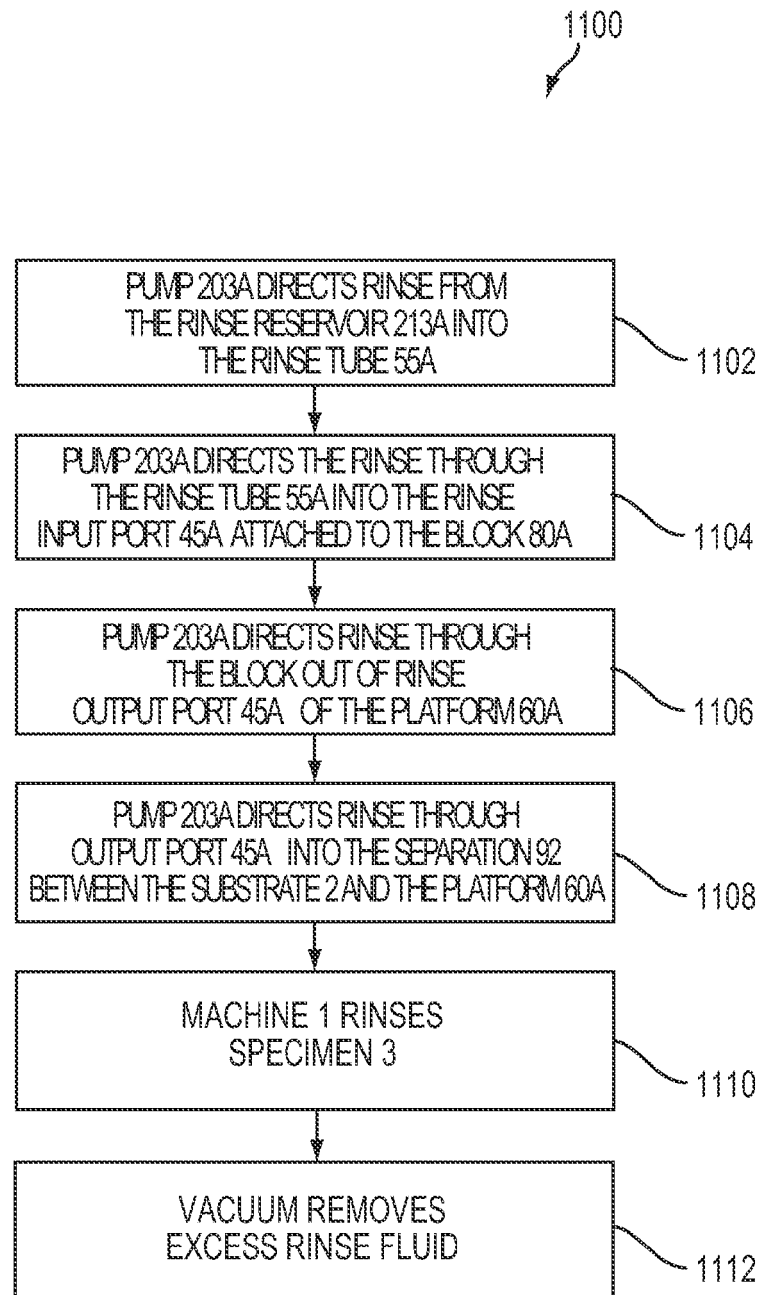 1100
PUMP 203A DIRECTS RINSE FROM
THE RINSE RESERVOIR 213A INTO
THE RINSE TUBE 55A
1102
PUMP 203A DIRECTS THE RINSE THROUGH
THE RINSE TUBE 55A INTO THE RINSE
INPUT PORT 45A ATTACHED TO THE BLOCK 80A
1104
PUMP 203A DIRECTS RINSE THROUGH
THE BLOCK OUT OF RINSE
OUTPUT PORT 45A OF THE PLATFORM 60A
1106
PUMP 203A DIRECTS RINSE THROUGH
OUTPUT PORT 45A INTO THE SEPARATION 92
BETWEEN THE SUBSTRATE 2 AND THE PLATFORM 60A
1108
MACHINE 1 RINSES
SPECIMEN 3
1110
VACUUM REMOVES
EXCESS RINSE FLUID
1112